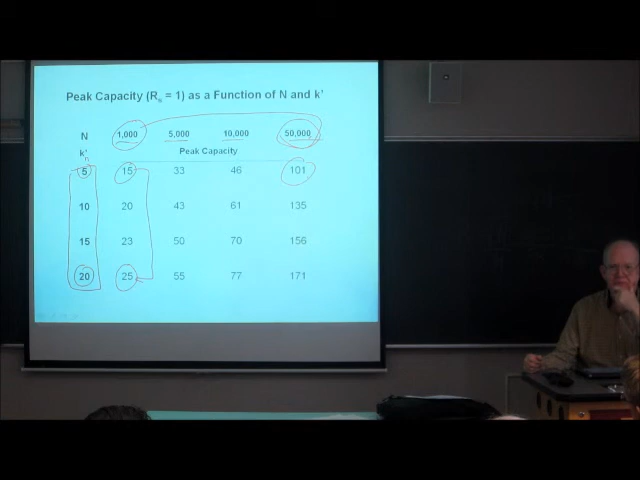 Peak Capacity (Rs = 1) as a Function of N and k'
N 1,000 5,000 10,000 50,000
k'n Peak Capacity
5 15 33 46 101
10 20 43 61 135
15 23 50 70 156
20 25 55 77 171